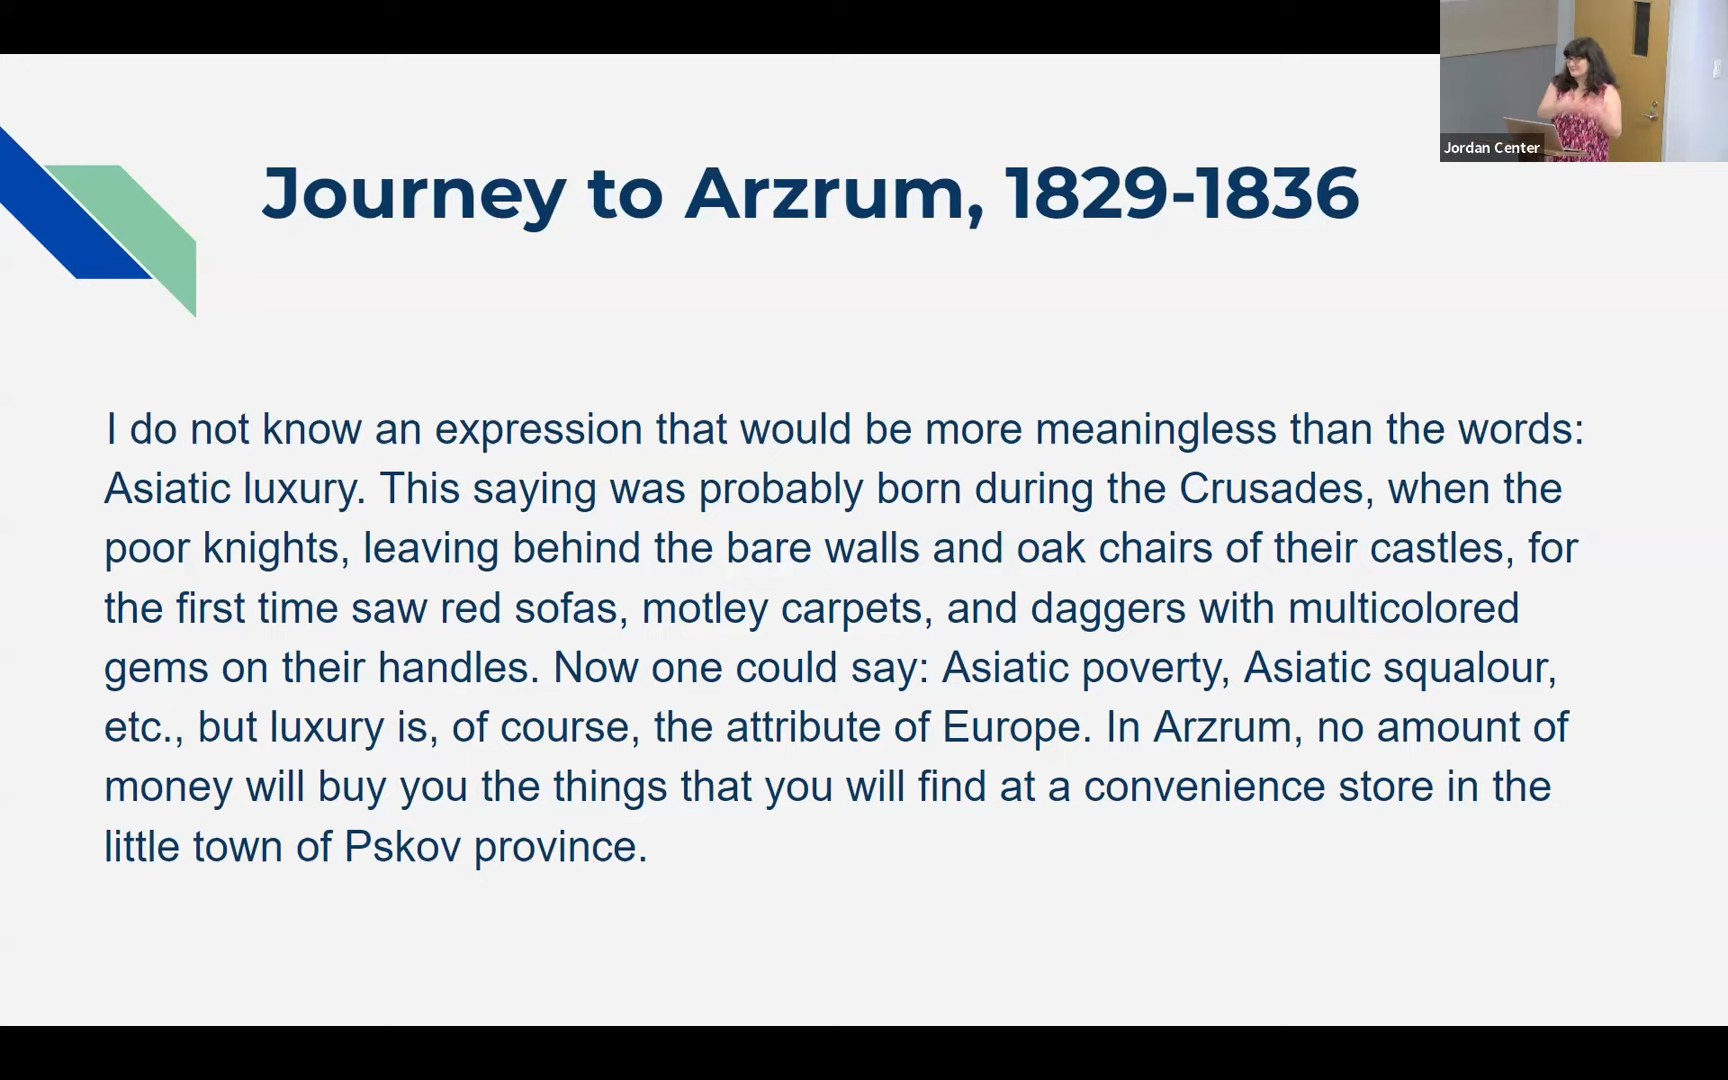 Jordan Center
Journey to Arzrum, 1829-1836
I do not know an expression that would be more meaningless than the words:
Asiatic luxury. This saying was probably born during the Crusades, when the
poor knights, leaving behind the bare walls and oak chairs of their castles, for
the first time saw red sofas, motley carpets, and daggers with multicolored
gems on their handles. Now one could say: Asiatic poverty, Asiatic squalour,
etc., but luxury is, of course, the attribute of Europe. In Arzrum, no amount of
money will buy you the things that you will find at a convenience store in the
little town of Pskov province.